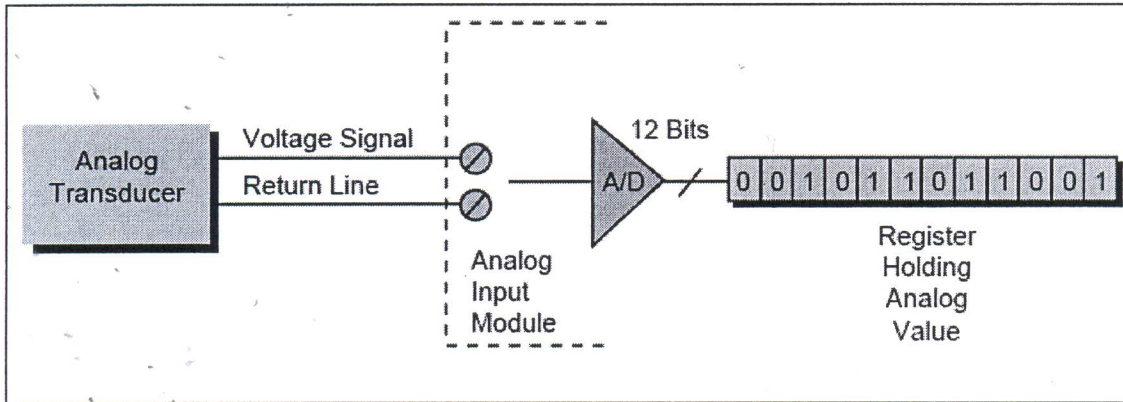 Analog
Transducer
Voltage Signal
Return Line
Analog
Input
Module
A/D
12 Bits
0 0 1 0 1 1 0 1 1 0 0 1
Register
Holding
Analog
Value